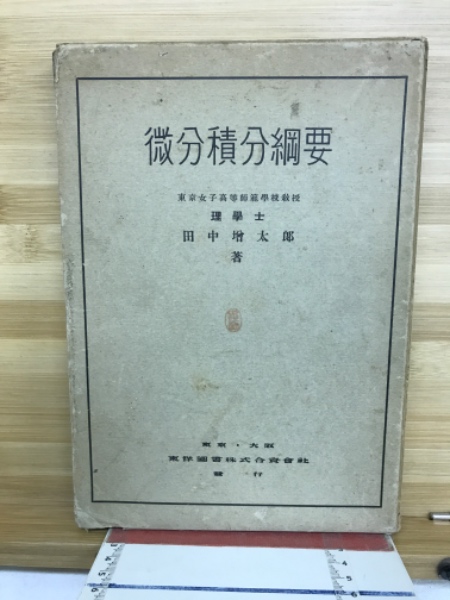 微分積分綱要
東京女子高等師範學校敎授
理學士
田中增太郎
著
東京・大阪
東洋圖書株式合資會社
發行